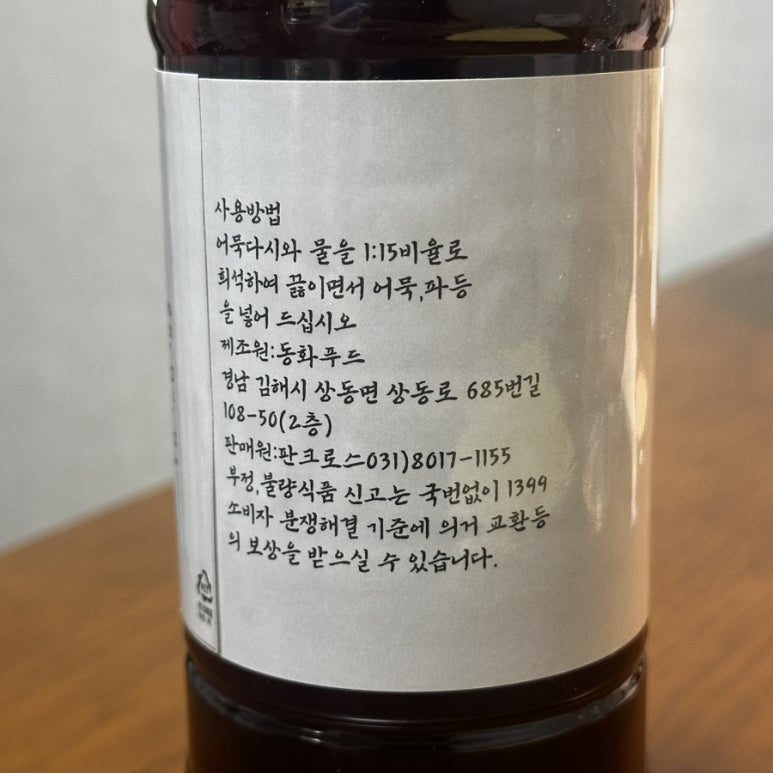 사용방법
어묵다시와 물을 1:15비율로
희석하여 끓이면서 어묵,파등
을 넣어 드십시오
제조원:동화푸드
경남 김해시 상동면 상동로 685번길
108-50(2층)
판매원:판크로스031)8017-1155
부정,불량식품 신고는 국번없이 1399
소비자 분쟁해결 기준에 의거 교환등
의 보상을 받으실 수 있습니다.